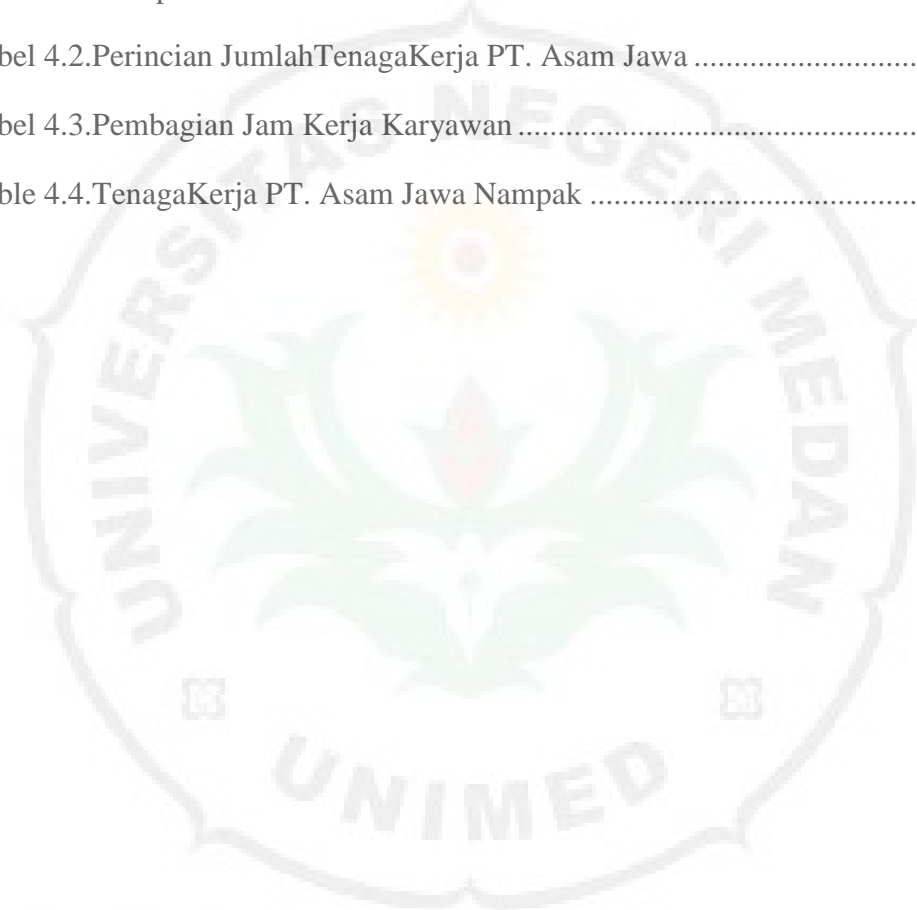 bel 4.2.Perincian JumlahTenagaKerja PT. Asam Jawa ............................
bel 4.3.Pembagian Jam Kerja Karyawan ..................................................
ble 4.4.TenagaKerja PT. Asam Jawa Nampak .........................................
UNIVERSITAS NEGERI MEDAN
UNIMED